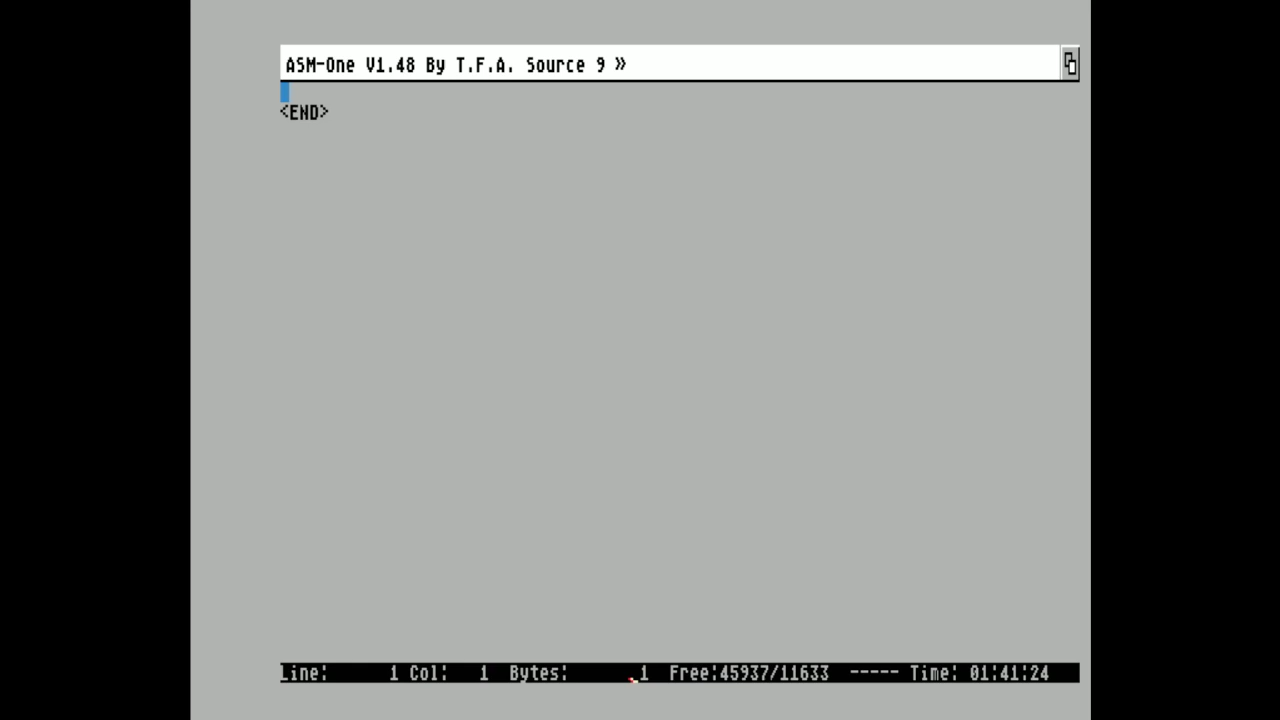 ASM-One V1.48 By T.F.A. Source 9 »
<END>
Line: 1 Col: 1 Bytes: 1 Free:45937/11633 ----- Time: 01:41:24